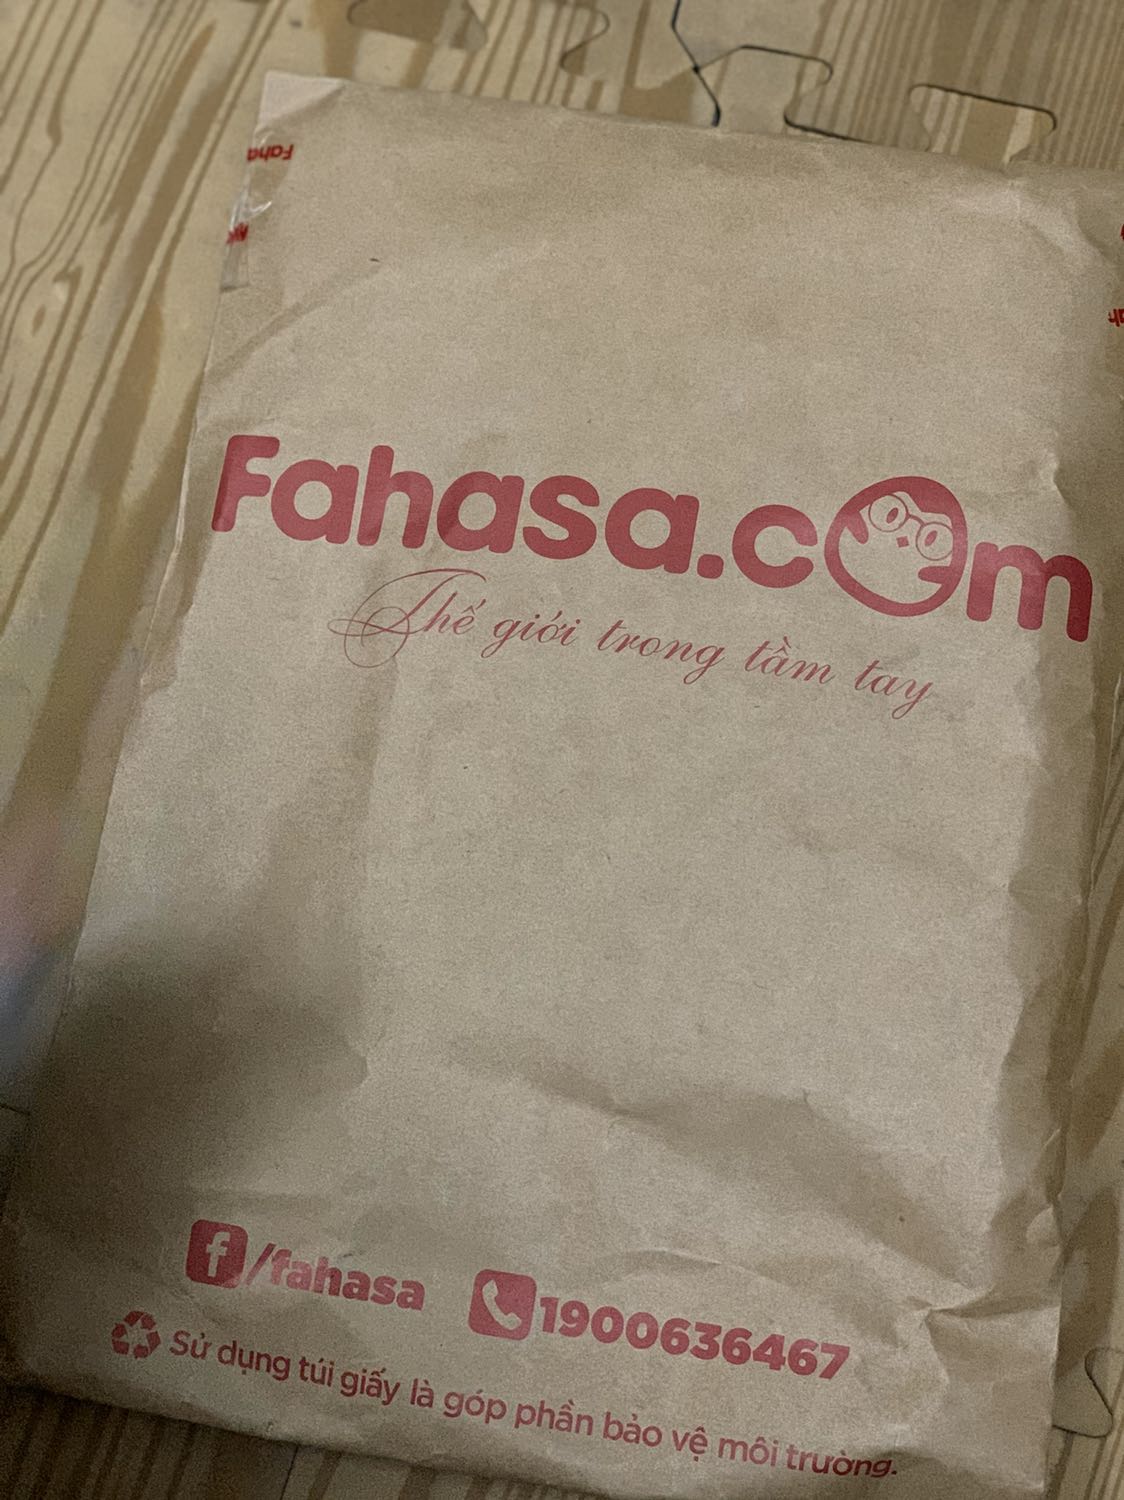 Fahasa.com
Thế giới trong tầm tay
/fahasa
1900636467
Sử dụng túi giấy là góp phần bảo vệ môi trường.